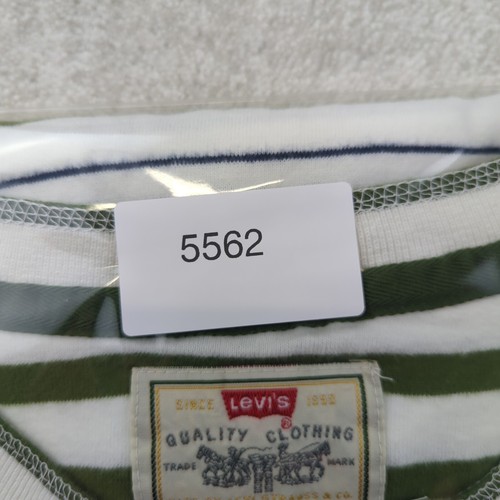 5562
SINCE Levi's 1850
®
QUALITY CLOTHING
TRADE MARK